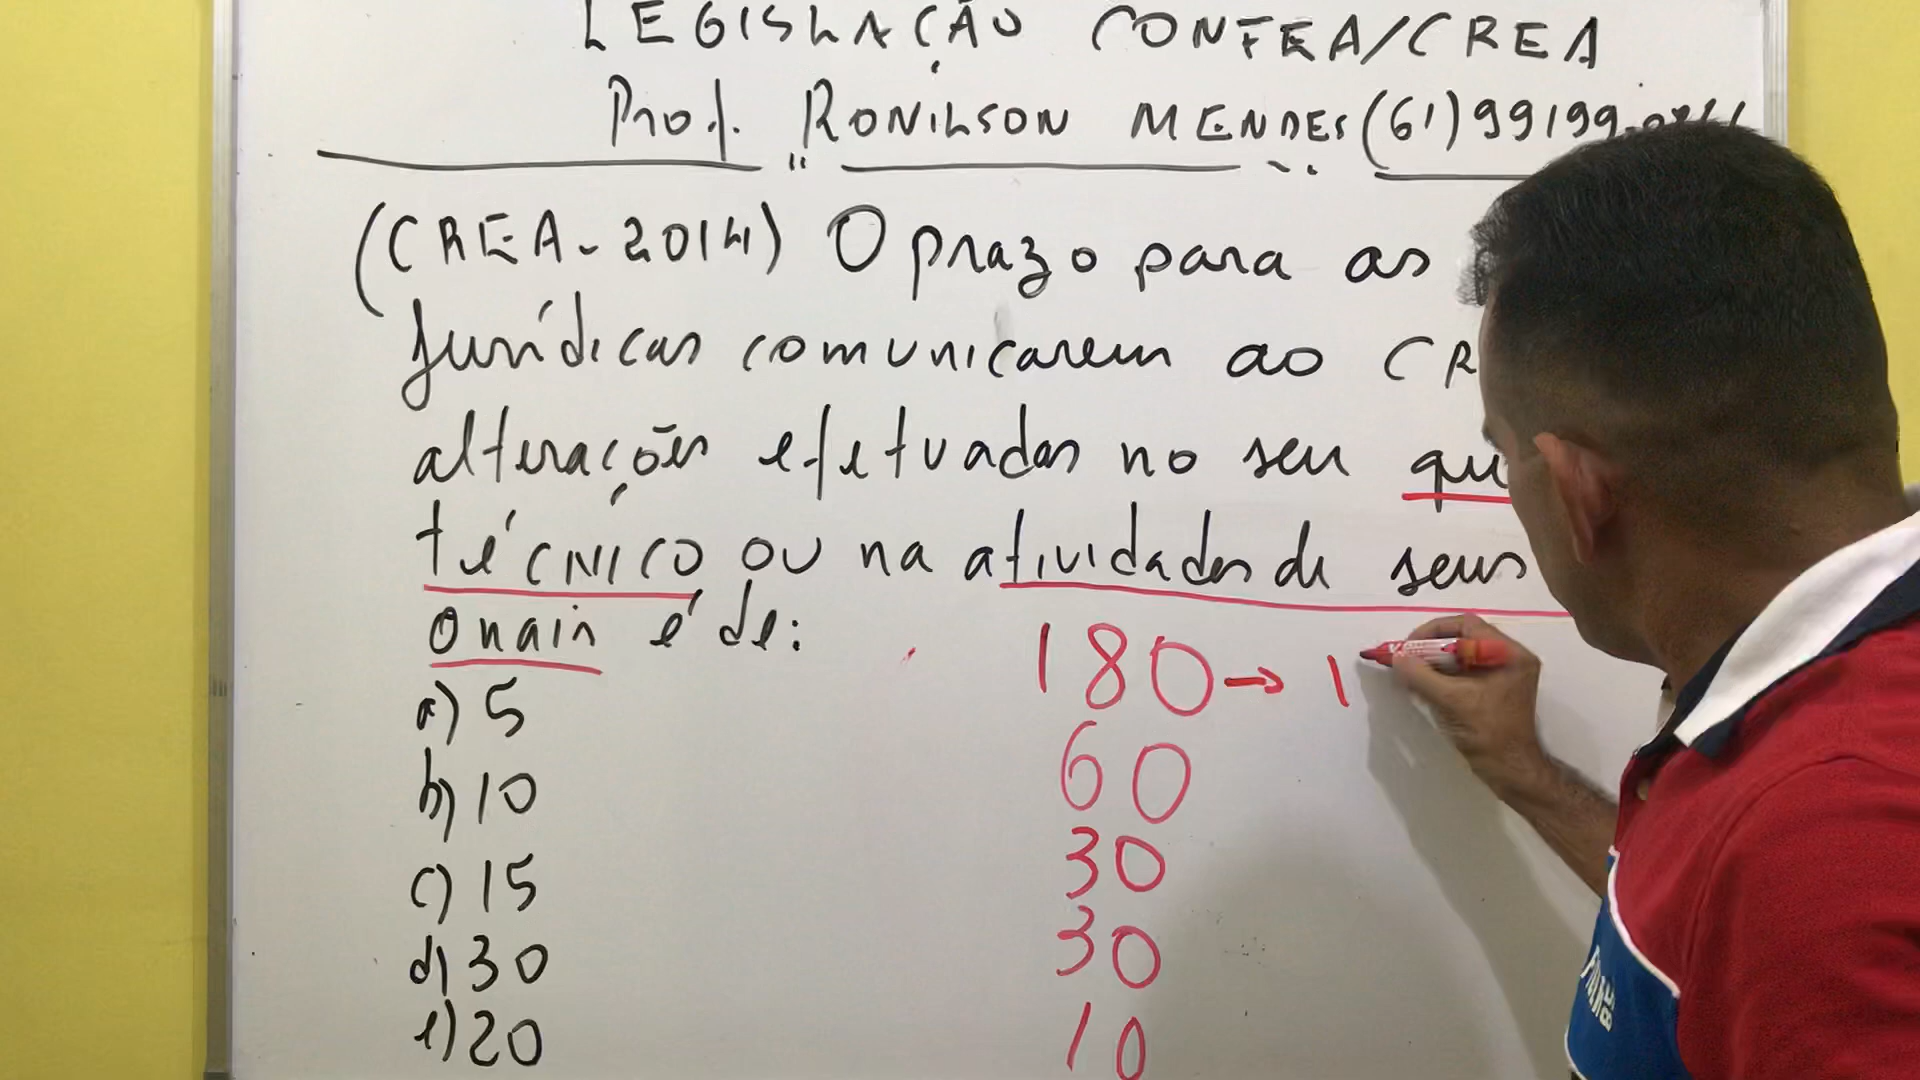 LEGISLAÇÃO CONFEA/CREA
Prof. RONILSON MENDES (61) 99199
(CREA-2014) O prazo para as
Jurídicas comunicarem ao CR
alterações efetuadas no seu qu
técnico ou na atividades de seus
onais é de:
180 → 1
a) 5
60
b) 10
30
c) 15
30
d) 30
10
e) 20